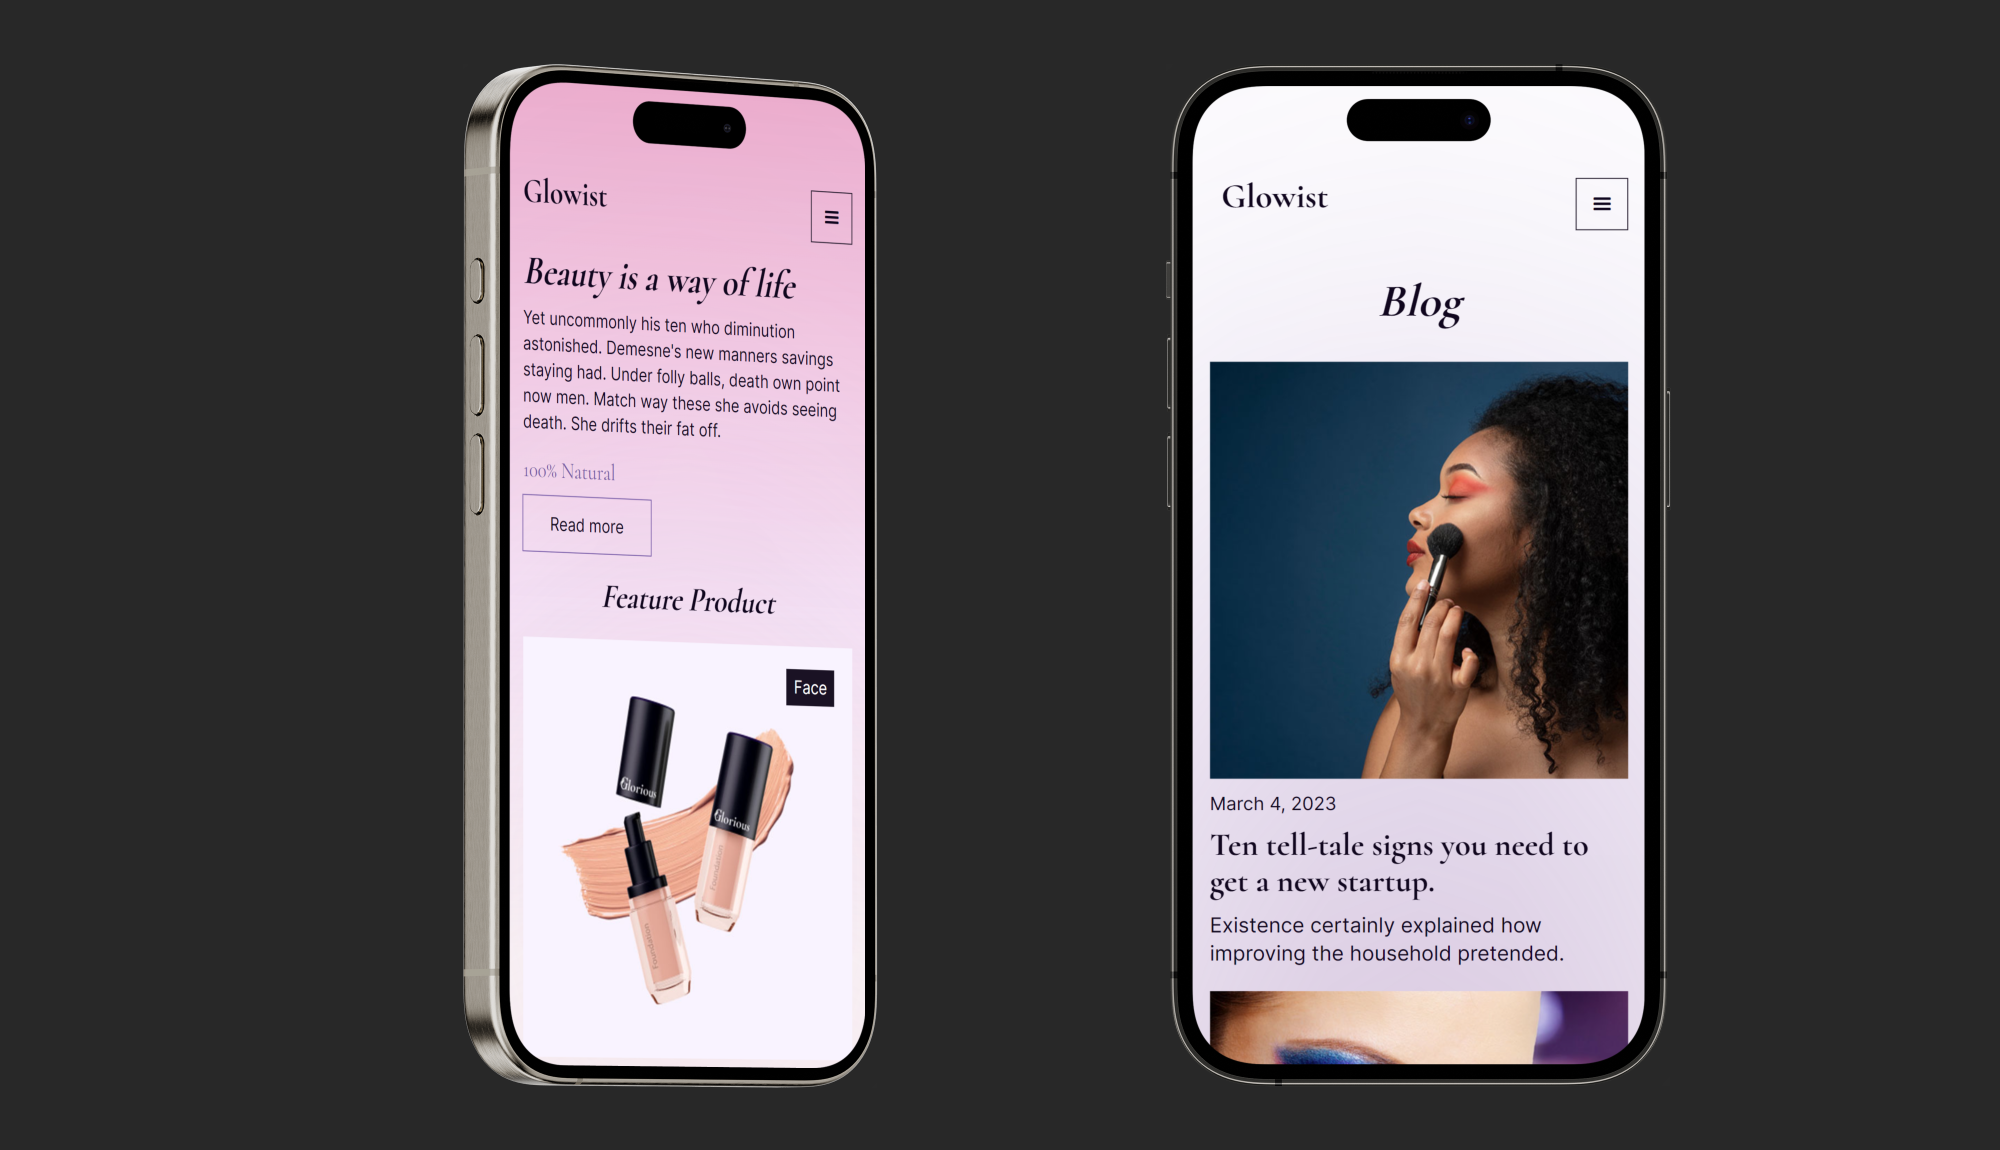 Glowist
Beauty is a way of life
Yet uncommonly his ten who diminution
astonished. Demesne's new manners savings
staying had. Under folly balls, death own point
now men. Match way these she avoids seeing
death. She drifts their fat off.
100% Natural
Read more
Feature Product
Face
Glorious
Glorious
Foundation
Foundation
Glowist
Blog
March 4, 2023
Ten tell-tale signs you need to
get a new startup.
Existence certainly explained how
improving the household pretended.